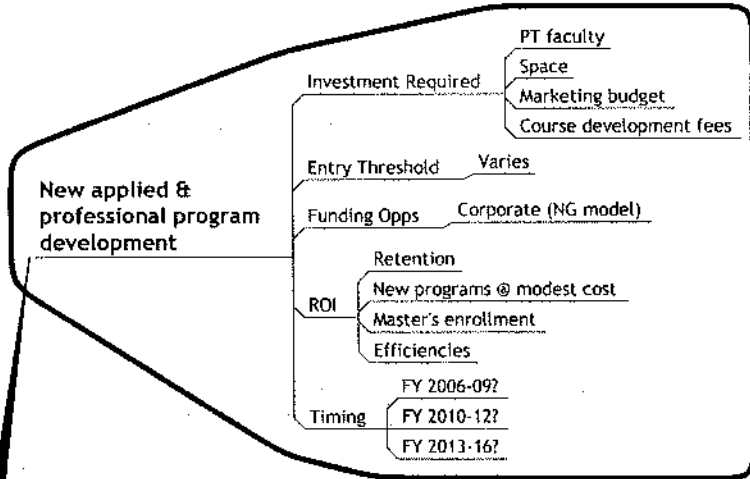 New applied &
professional program
development
Investment Required
PT faculty
Space
Marketing budget
Course development fees
Entry Threshold
Varies
Funding Opps
Corporate (NG model)
ROI
Retention
New programs @ modest cost
Master's enrollment
Efficiencies
Timing
FY 2006-09?
FY 2010-12?
FY 2013-16?